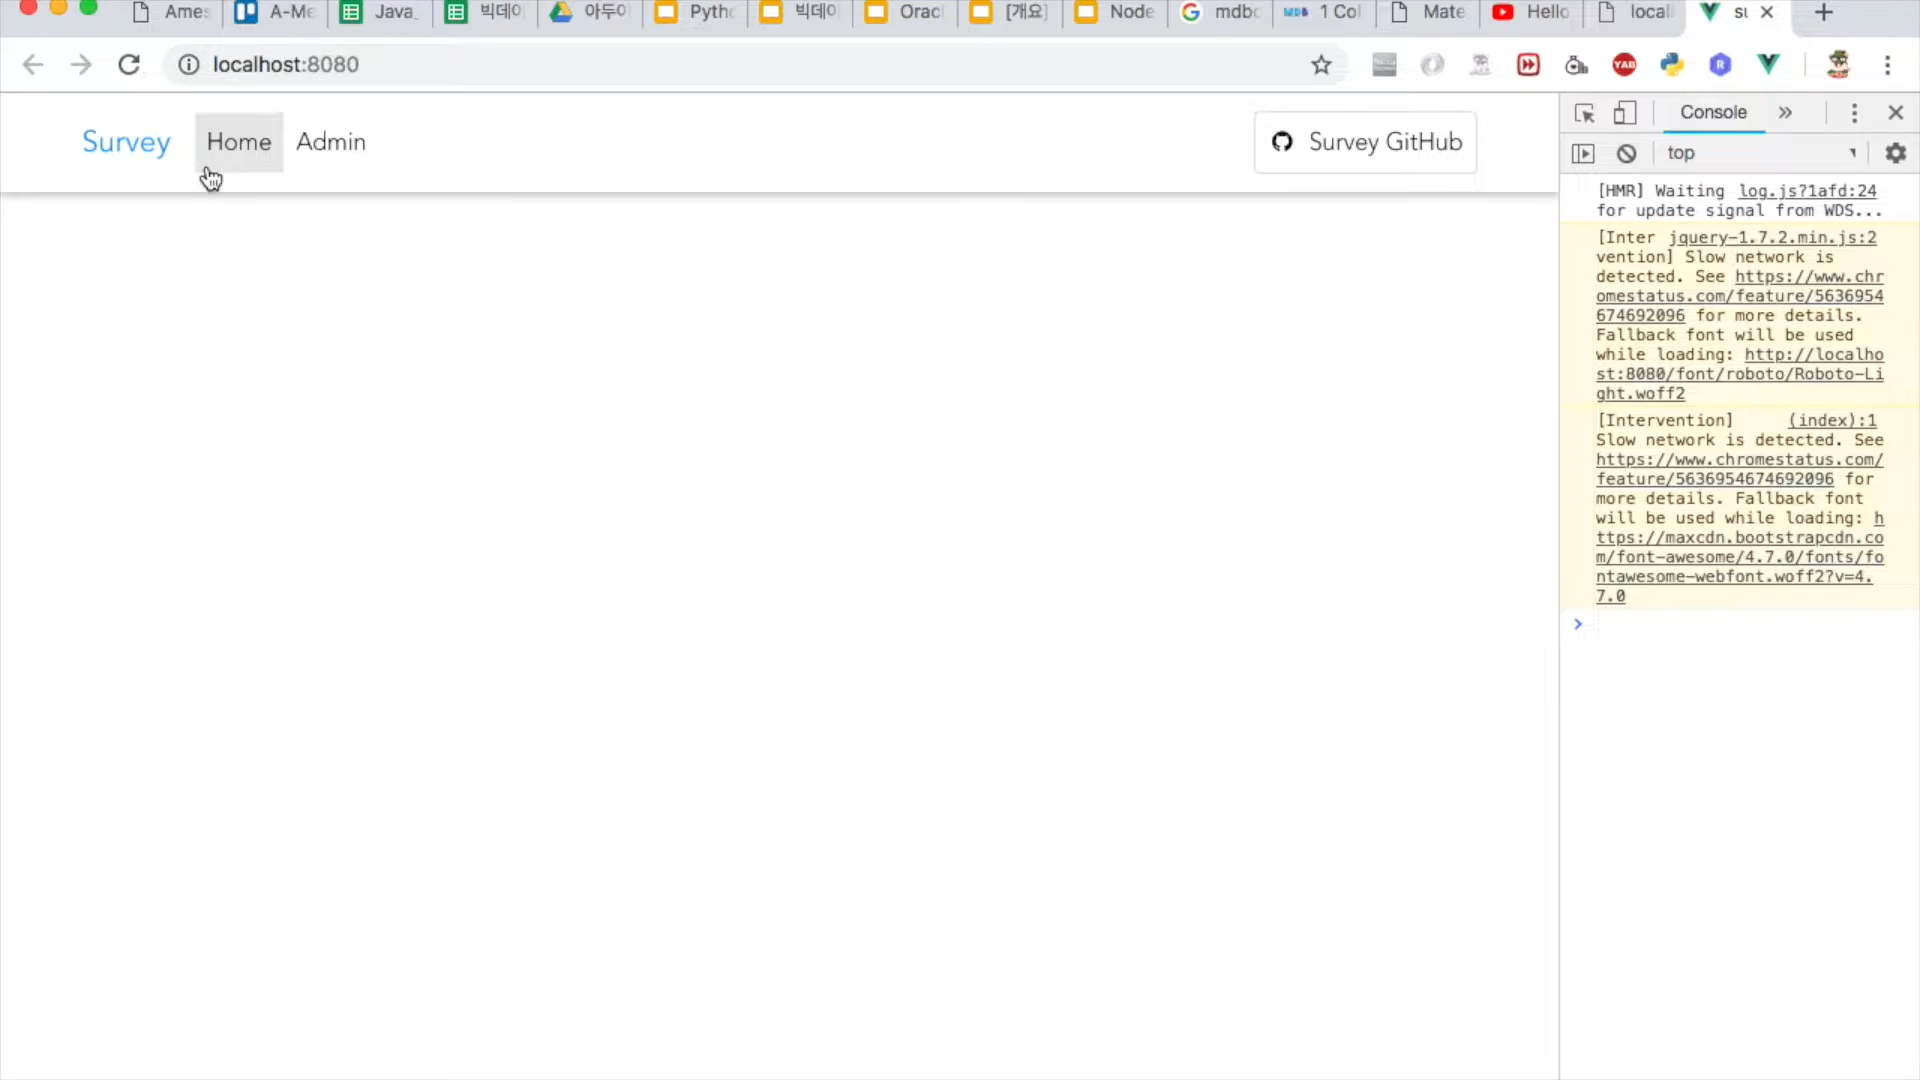 Ames A-Me Java_ 빅데이 아두이 Pytho 빅데이 Oracl [개요] Node mdbo MDB 1 Col Mate Hello local su
localhost:8080
YAB R
Survey Home Admin Survey GitHub
Console
top
[HMR] Waiting log.js?1afd:24
for update signal from WDS...
[Inter jquery-1.7.2.min.js:2
vention] Slow network is
detected. See https://www.chr
omestatus.com/feature/5636954
674692096 for more details.
Fallback font will be used
while loading: http://localho
st:8080/font/roboto/Roboto-Li
ght.woff2
[Intervention] (index):1
Slow network is detected. See
https://www.chromestatus.com/
feature/5636954674692096 for
more details. Fallback font
will be used while loading: h
ttps://maxcdn.bootstrapcdn.co
m/font-awesome/4.7.0/fonts/fo
ntawesome-webfont.woff2?v=4.
7.0